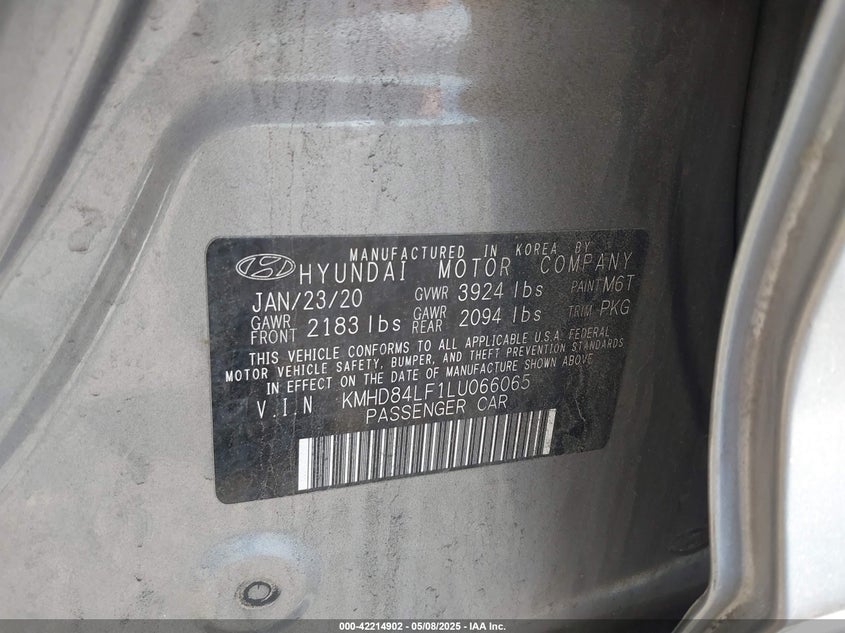 MANUFACTURED IN KOREA BY
HYUNDAI MOTOR COMPANY
JAN/23/20 GVWR 3924 lbs PAINT M6T
GAWR FRONT 2183 lbs GAWR REAR 2094 lbs TRIM PKG
THIS VEHICLE CONFORMS TO ALL APPLICABLE U.S.A. FEDERAL
MOTOR VEHICLE SAFETY, BUMPER, AND THEFT PREVENTION STANDARDS
IN EFFECT ON THE DATE OF MANUFACTURE SHOWN ABOVE.
V.I.N KMHD84LF1LU066065
PASSENGER CAR
000-42214902 - 05/08/2025 - IAA Inc.